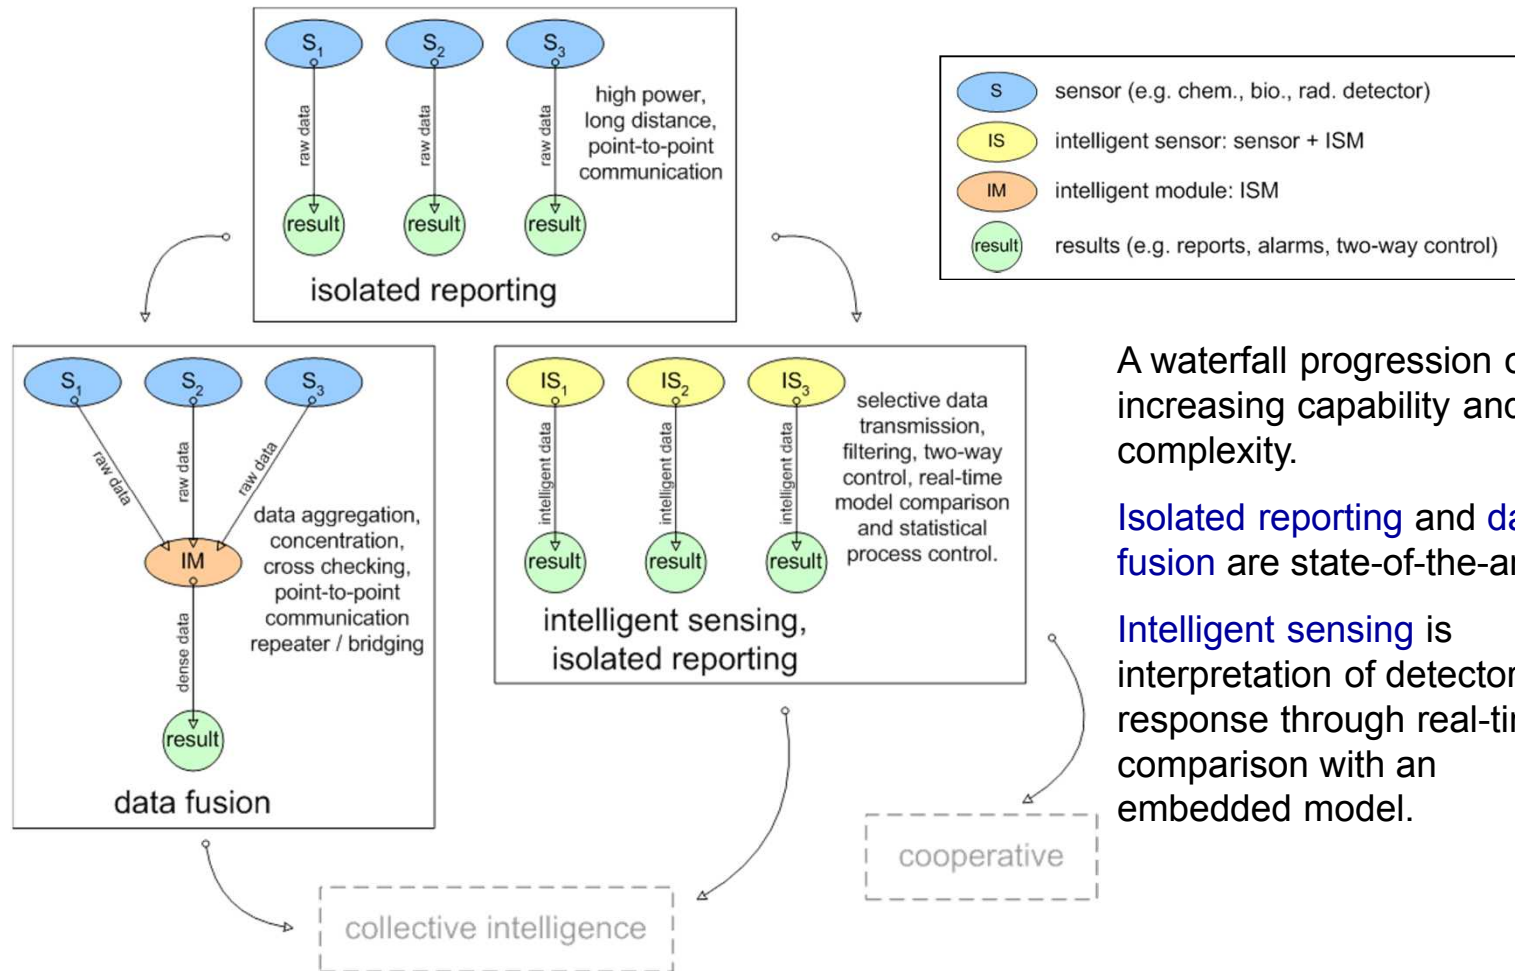 S1
S2
S3
raw data
raw data
raw data
high power,
long distance,
point-to-point
communication
result
result
result
isolated reporting
S
sensor (e.g. chem., bio., rad. detector)
IS
intelligent sensor: sensor + ISM
IM
intelligent module: ISM
result
results (e.g. reports, alarms, two-way control)
S1
S2
S3
raw data
raw data
raw data
data aggregation,
concentration,
cross checking,
point-to-point
communication
repeater / bridging
IM
dense data
result
data fusion
IS1
IS2
IS3
intelligent data
intelligent data
intelligent data
selective data
transmission,
filtering, two-way
control, real-time
model comparison
and statistical
process control.
result
result
result
intelligent sensing,
isolated reporting
A waterfall progression
increasing capability and
complexity.
Isolated reporting and
fusion are state-of-the-
Intelligent sensing is
interpretation of detector
response through
comparison with an
embedded model.
cooperative
collective intelligence